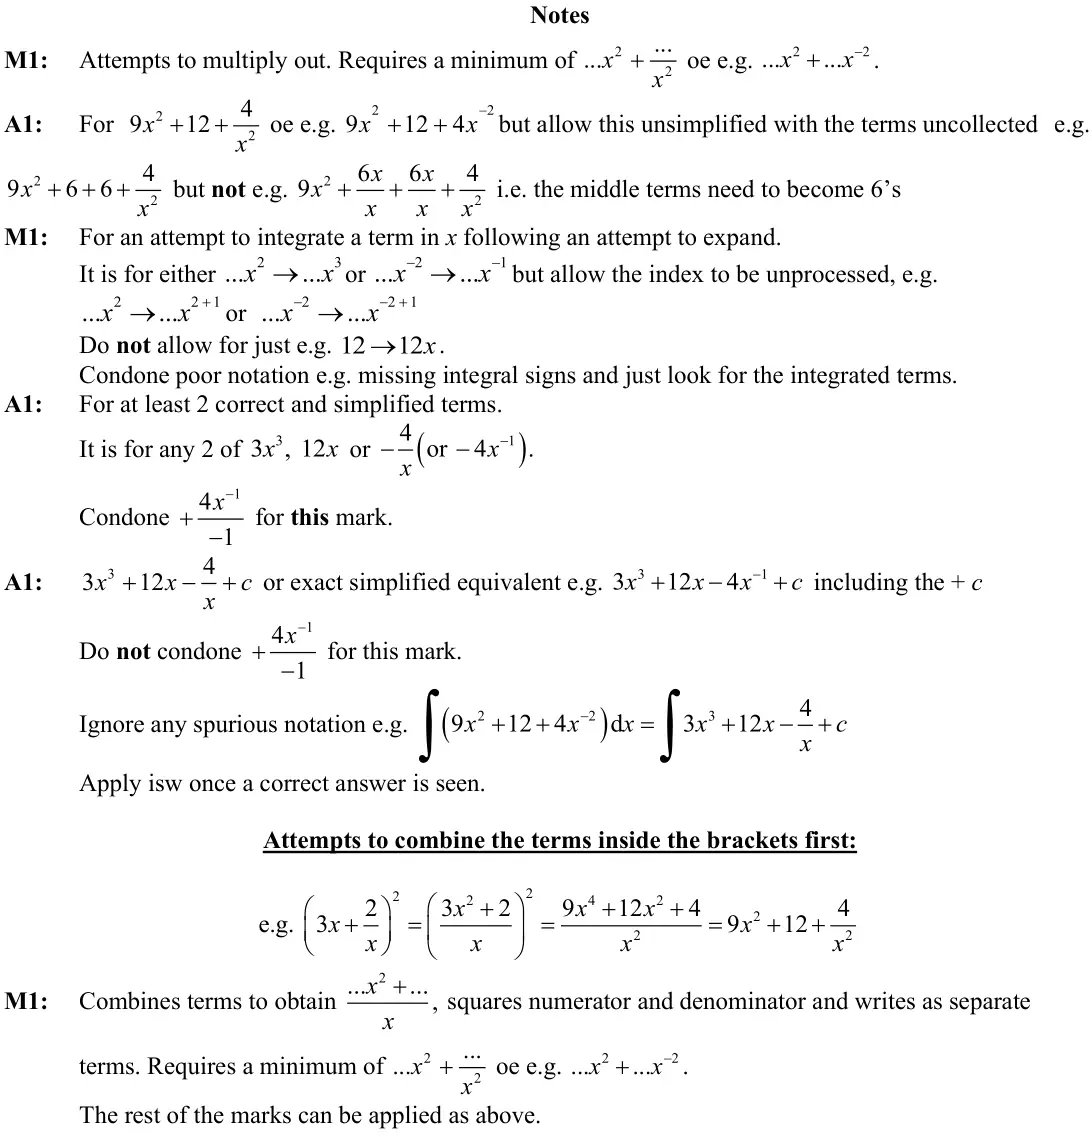 Notes
M1: Attempts to multiply out. Requires a minimum of ...x² + .../x² oe e.g. ...x² + ...x⁻².
A1: For 9x² + 12 + 4/x² oe e.g. 9x² + 12 + 4x⁻² but allow this unsimplified with the terms uncollected e.g.
9x² + 6 + 6 + 4/x² but not e.g. 9x² + 6x/x + 6x/x + 4/x² i.e. the middle terms need to become 6’s
M1: For an attempt to integrate a term in x following an attempt to expand.
It is for either ...x² → ...x³ or ...x⁻² → ...x⁻¹ but allow the index to be unprocessed, e.g.
...x² → ...x²⁺¹ or ...x⁻² → ...x⁻²⁺¹
Do not allow for just e.g. 12 → 12x.
Condone poor notation e.g. missing integral signs and just look for the integrated terms.
A1: For at least 2 correct and simplified terms.
It is for any 2 of 3x³, 12x or −4/x (or −4x⁻¹).
Condone +4x⁻¹/−1 for this mark.
A1: 3x³ + 12x − 4/x + c or exact simplified equivalent e.g. 3x³ + 12x − 4x⁻¹ + c including the + c
Do not condone +4x⁻¹/−1 for this mark.
Ignore any spurious notation e.g. ∫(9x² + 12 + 4x⁻²)dx = ∫3x³ + 12x − 4/x + c
Apply isw once a correct answer is seen.
Attempts to combine the terms inside the brackets first:
e.g. (3x + 2/x)² = ((3x² + 2)/x)² = (9x⁴ + 12x² + 4)/x² = 9x² + 12 + 4/x²
M1: Combines terms to obtain (...x² + ...)/x, squares numerator and denominator and writes as separate
terms. Requires a minimum of ...x² + .../x² oe e.g. ...x² + ...x⁻².
The rest of the marks can be applied as above.